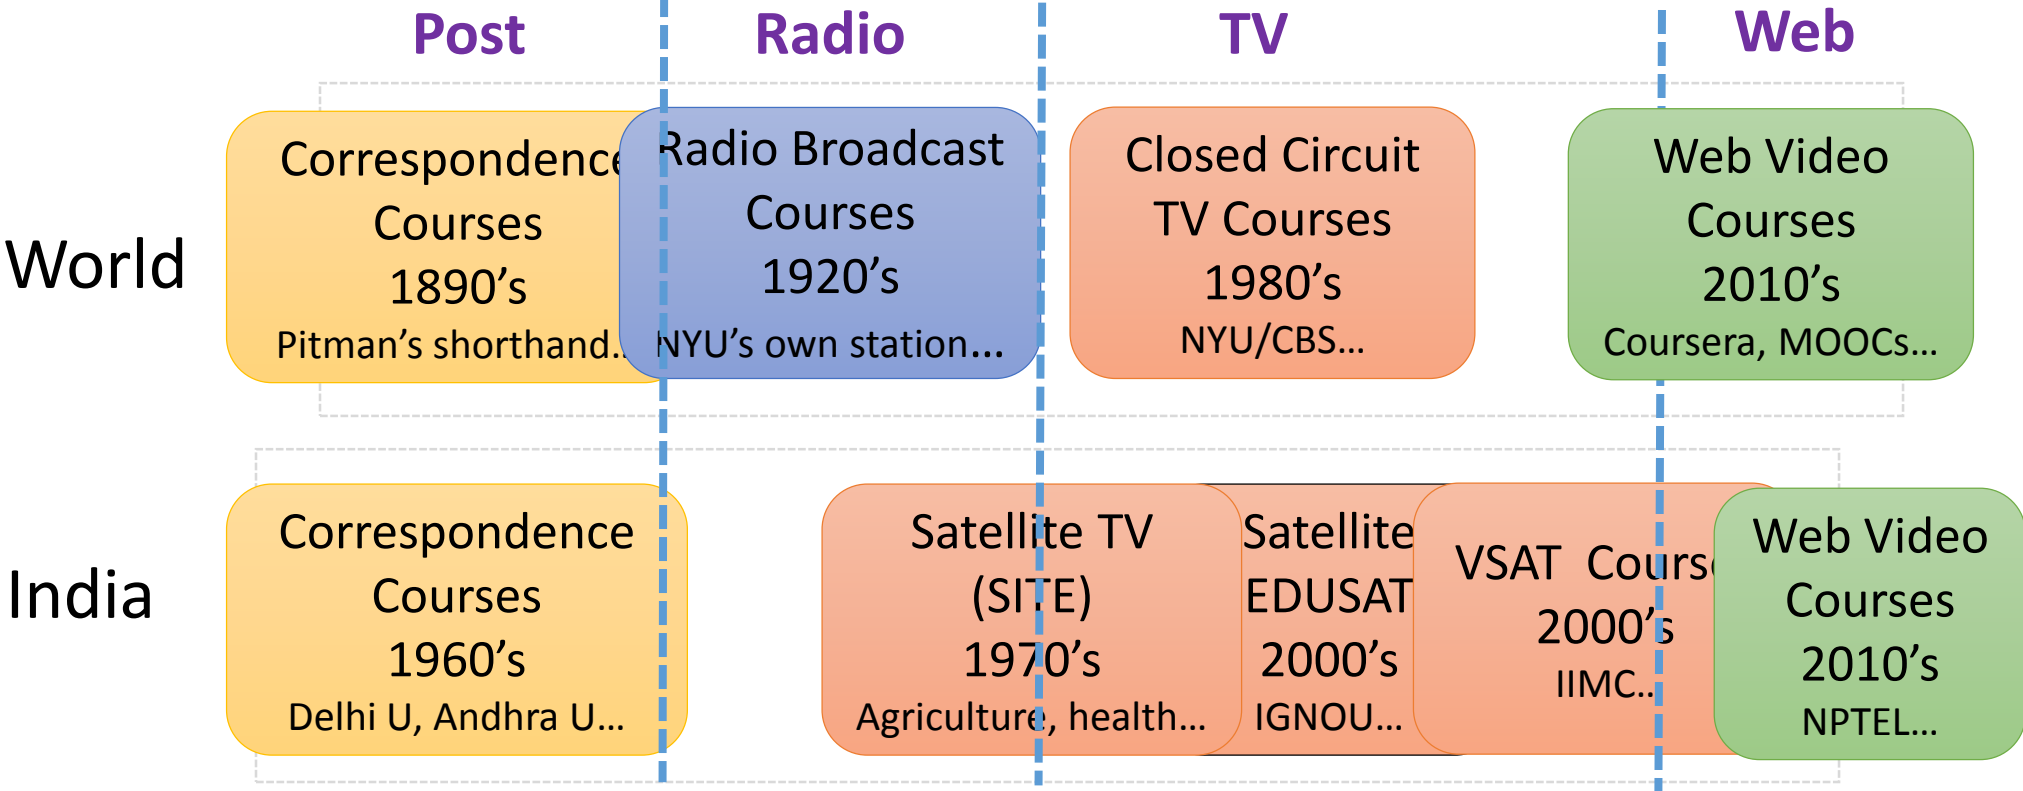 Post
Radio
TV
Web
World
Correspondence
Courses
1890's
Pitman's shorthand..
Radio Broadcast
Courses
1920's
NYU's own station...
Closed Circuit
TV Courses
1980's
NYU/CBS...
Web Video
Courses
2010's
Coursera, MOOCs...
India
Correspondence
Courses
1960's
Delhi U, Andhra U...
Satellite TV
(SITE)
1970's
Agriculture, health...
Satellite
EDUSAT
2000's
IGNOU...
VSAT Courses
2000's
IIMC..
Web Video
Courses
2010's
NPTEL...